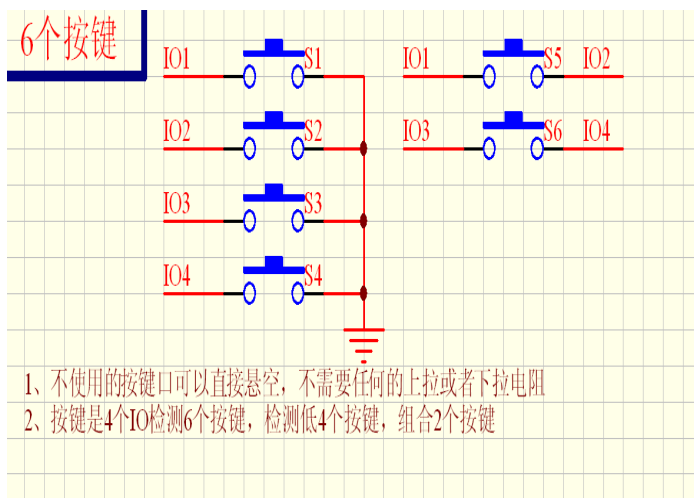 6个按键
IO1 S1 IO1 S5 IO2
IO2 S2 IO3 S6 IO4
IO3 S3
IO4 S4
1、不使用的按键口可以直接悬空，不需要任何的上拉或者下拉电阻
2、按键是4个IO检测6个按键，检测低4个按键，组合2个按键